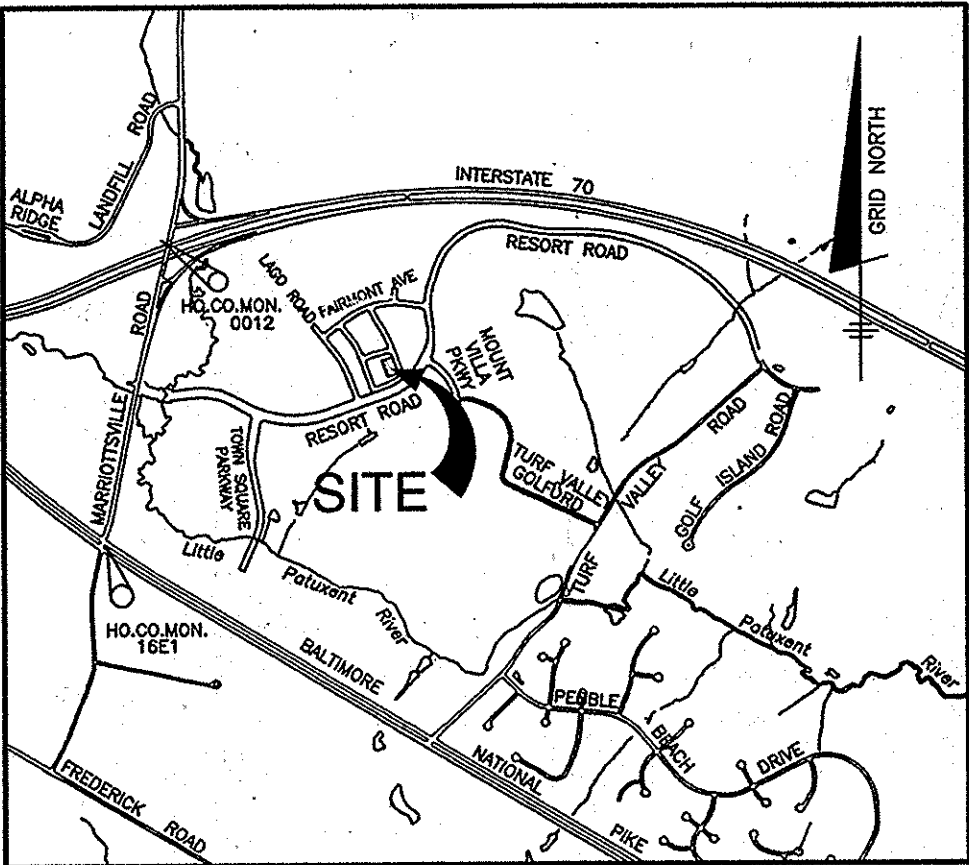 INTERSTATE 70
GRID NORTH
LANDFILL ROAD
ALPHA
RIDGE
RESORT ROAD
LAGO ROAD
FAIRMONT AVE
HO.CO.MON.
0012
MOUNT
VILLA
PKWY
MARRIOTTSVILLE ROAD
RESORT ROAD
TOWN SQUARE
PARKWAY
SITE
TURF VALLEY
GOLFORD
TURF VALLEY ROAD
GOLF ISLAND ROAD
Little Patuxent River
Little Patuxent River
HO.CO.MON.
16E1
BALTIMORE NATIONAL PIKE
PEBBLE BEACH DRIVE
FREDERICK ROAD